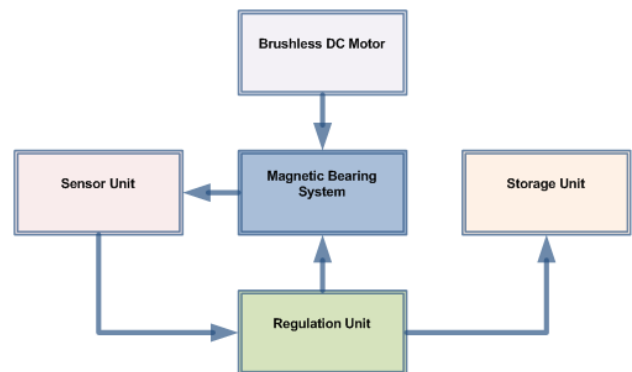 Brushless DC Motor
Sensor Unit
Magnetic Bearing
System
Storage Unit
Regulation Unit